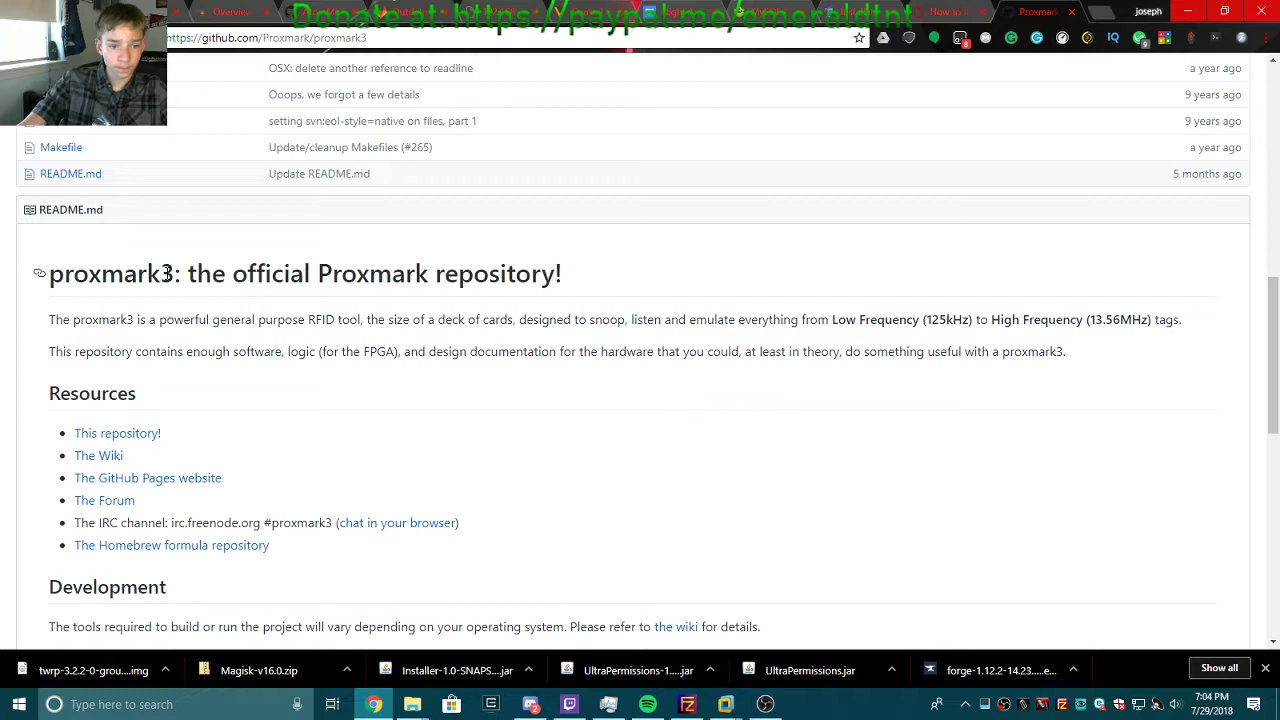 Overview
Donate at: https://paypal.me/emeraldtnt
How to
Proxmark
joseph
https://github.com/Proxmark/proxmark3
OSX: delete another reference to readline a year ago
Ooops, we forgot a few details 9 years ago
setting svn:eol-style=native on files, part 1 9 years ago
Makefile Update/cleanup Makefiles (#265) a year ago
README.md Update README.md 5 months ago
README.md
proxmark3: the official Proxmark repository!
The proxmark3 is a powerful general purpose RFID tool, the size of a deck of cards, designed to snoop, listen and emulate everything from Low Frequency (125kHz) to High Frequency (13.56MHz) tags.
This repository contains enough software, logic (for the FPGA), and design documentation for the hardware that you could, at least in theory, do something useful with a proxmark3.
Resources
This repository!
The Wiki
The GitHub Pages website
The Forum
The IRC channel: irc.freenode.org #proxmark3 (chat in your browser)
The Homebrew formula repository
Development
The tools required to build or run the project will vary depending on your operating system. Please refer to the wiki for details.
twrp-3.2.2-0-grou....img Magisk-v16.0.zip Installer-1.0-SNAPS....jar UltraPermissions-1....jar UltraPermissions.jar forge-1.12.2-14.23.....e... Show all
Type here to search
7:04 PM
7/29/2018